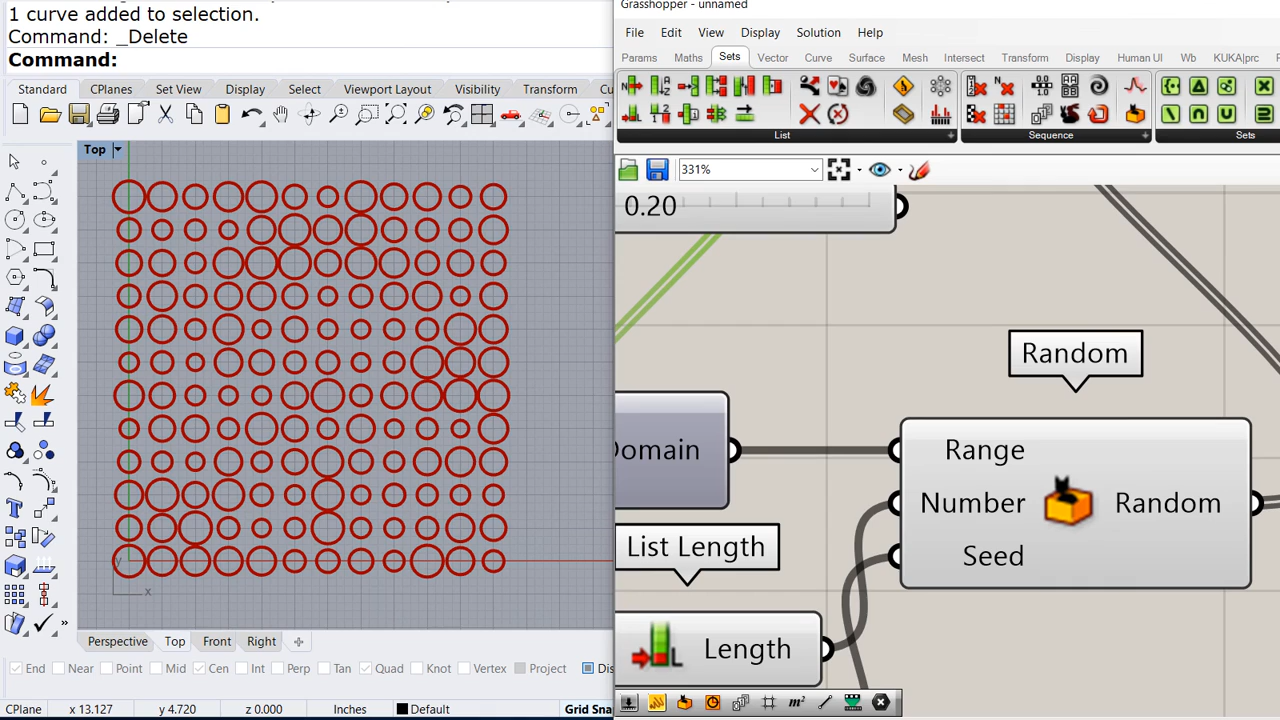 1 curve added to selection.
Command: _Delete
Command:
Standard CPlanes Set View Display Select Viewport Layout Visibility Transform Cu
Top
y
x
Perspective Top Front Right
End Near Point Mid Cen Int Perp Tan Quad Knot Vertex Project Dis
CPlane x 13.127 y 4.720 z 0.000 Inches Default Grid Snap
Grasshopper - unnamed
File Edit View Display Solution Help
Params Maths Sets Vector Curve Surface Mesh Intersect Transform Display Human UI Wb KUKA|prc
List Sequence Sets
331%
0.20
Random
Domain
Range
Number
Seed
Random
List Length
Length